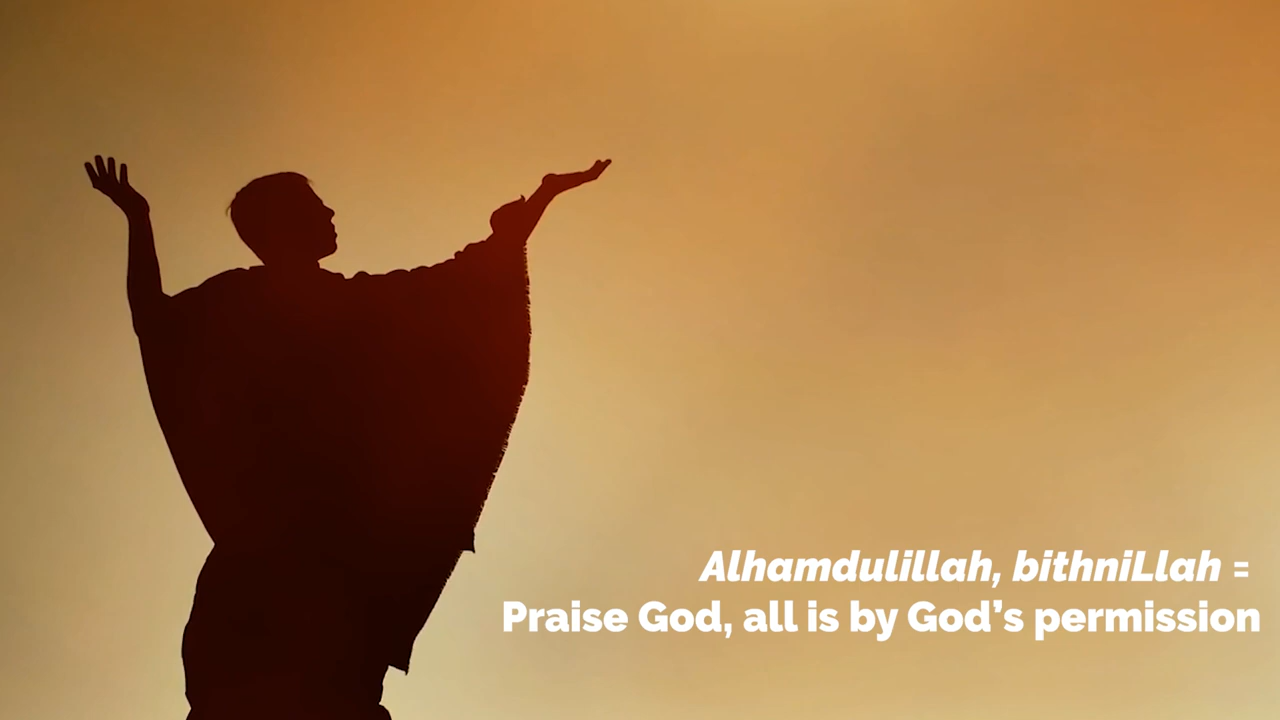 Alhamdulillah, bithniLlah =
Praise God, all is by God’s permission